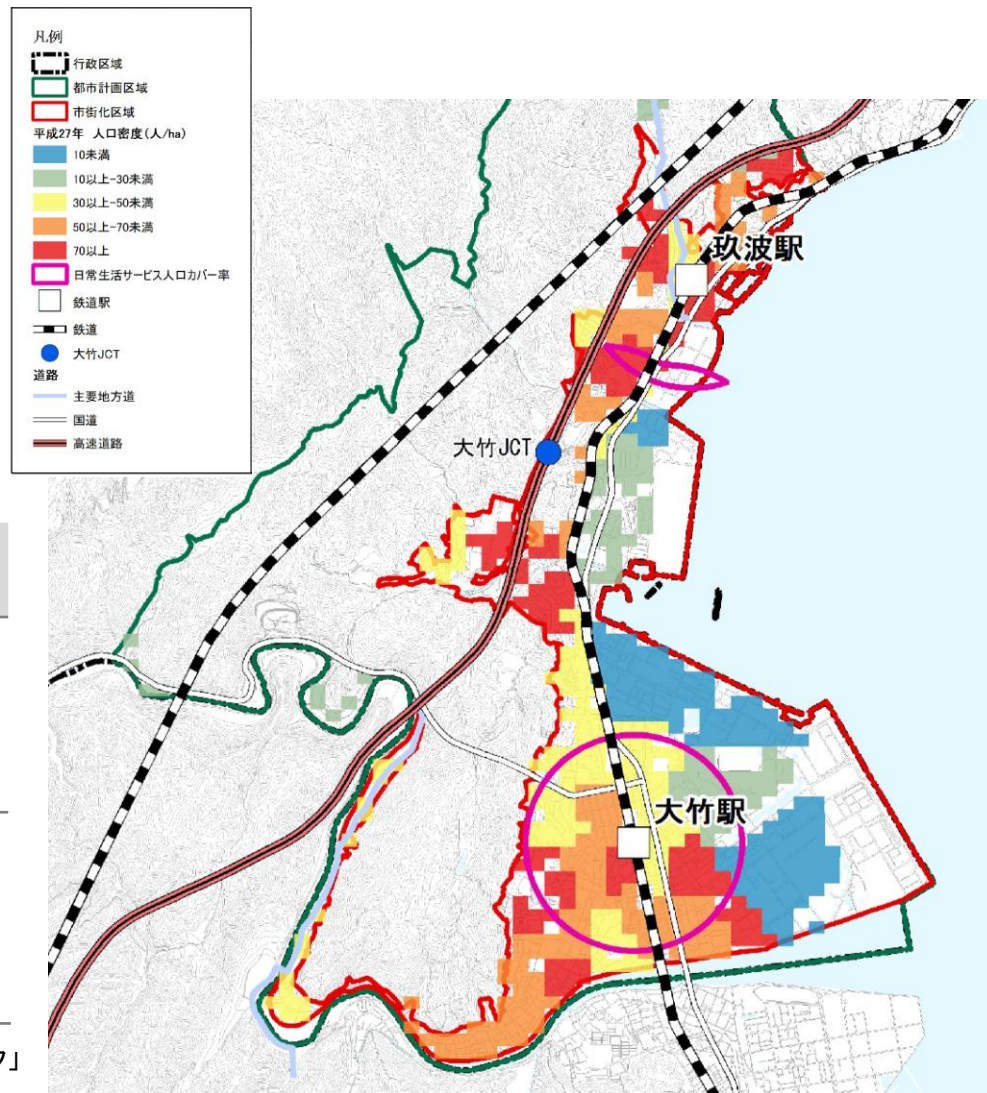 凡例
行政区域
都市計画区域
市街化区域
平成27年 人口密度(人/ha)
10未満
10以上-30未満
30以上-50未満
50以上-70未満
70以上
日常生活サービス人口カバー率
鉄道駅
鉄道
大竹JCT
道路
主要地方道
国道
高速道路
玖波駅
大竹JCT
大竹駅
」